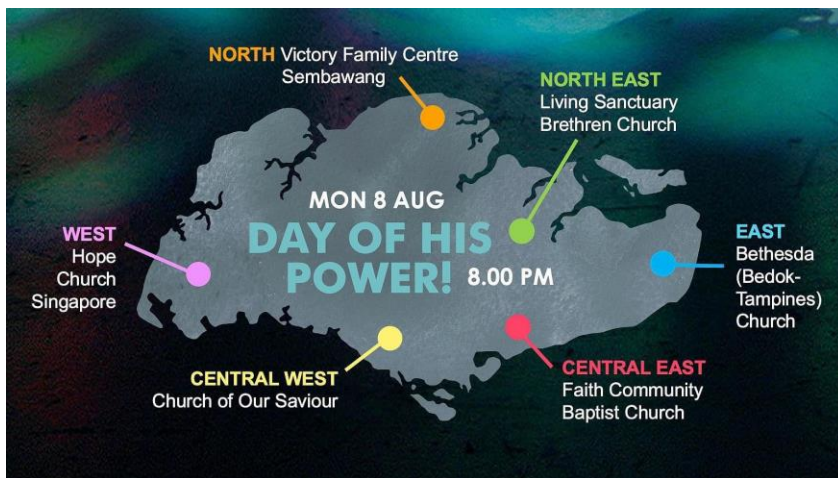 NORTH Victory Family Centre
Sembawang
NORTH EAST
Living Sanctuary
Brethren Church
MON 8 AUG
DAY OF HIS
POWER! 8.00 PM
WEST
Hope
Church
Singapore
EAST
Bethesda
(Bedok-
Tampines)
Church
CENTRAL WEST
Church of Our Saviour
CENTRAL EAST
Faith Community
Baptist Church